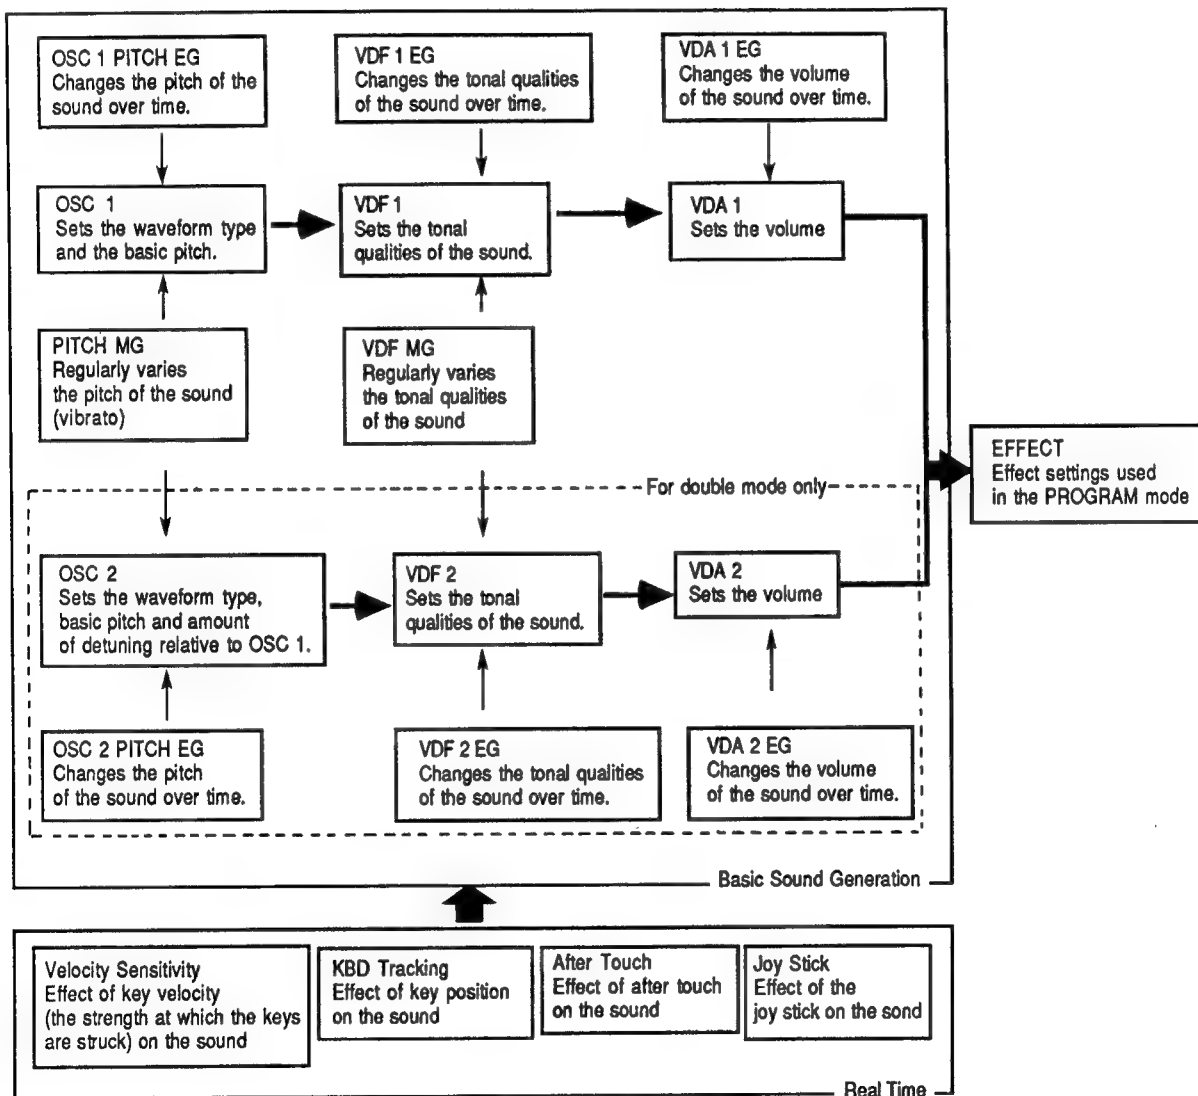 OSC 1 PITCH EG
Changes the pitch of the
sound over time.
VDF 1 EG
Changes the tonal qualities
of the sound over time.
VDA 1 EG
Changes the volume
of the sound over time.
OSC 1
Sets the waveform type
and the basic pitch.
VDF 1
Sets the tonal
qualities of the sound.
VDA 1
Sets the volume
PITCH MG
Regularly varies
the pitch of the sound
(vibrato)
VDF MG
Regularly varies
the tonal qualities
of the sound
EFFECT
Effect settings used
in the PROGRAM mode
For double mode only
OSC 2
Sets the waveform type,
basic pitch and amount
of detuning relative to OSC 1.
VDF 2
Sets the tonal
qualities of the sound.
VDA 2
Sets the volume
OSC 2 PITCH EG
Changes the pitch
of the sound over time.
VDF 2 EG
Changes the tonal qualities
of the sound over time.
VDA 2 EG
Changes the volume
of the sound over time.
Basic Sound Generation
Velocity Sensitivity
Effect of key velocity
(the strength at which the keys
are struck) on the sound
KBD Tracking
Effect of key position
on the sound
After Touch
Effect of after touch
on the sound
Joy Stick
Effect of the
joy stick on the sond
Real Time